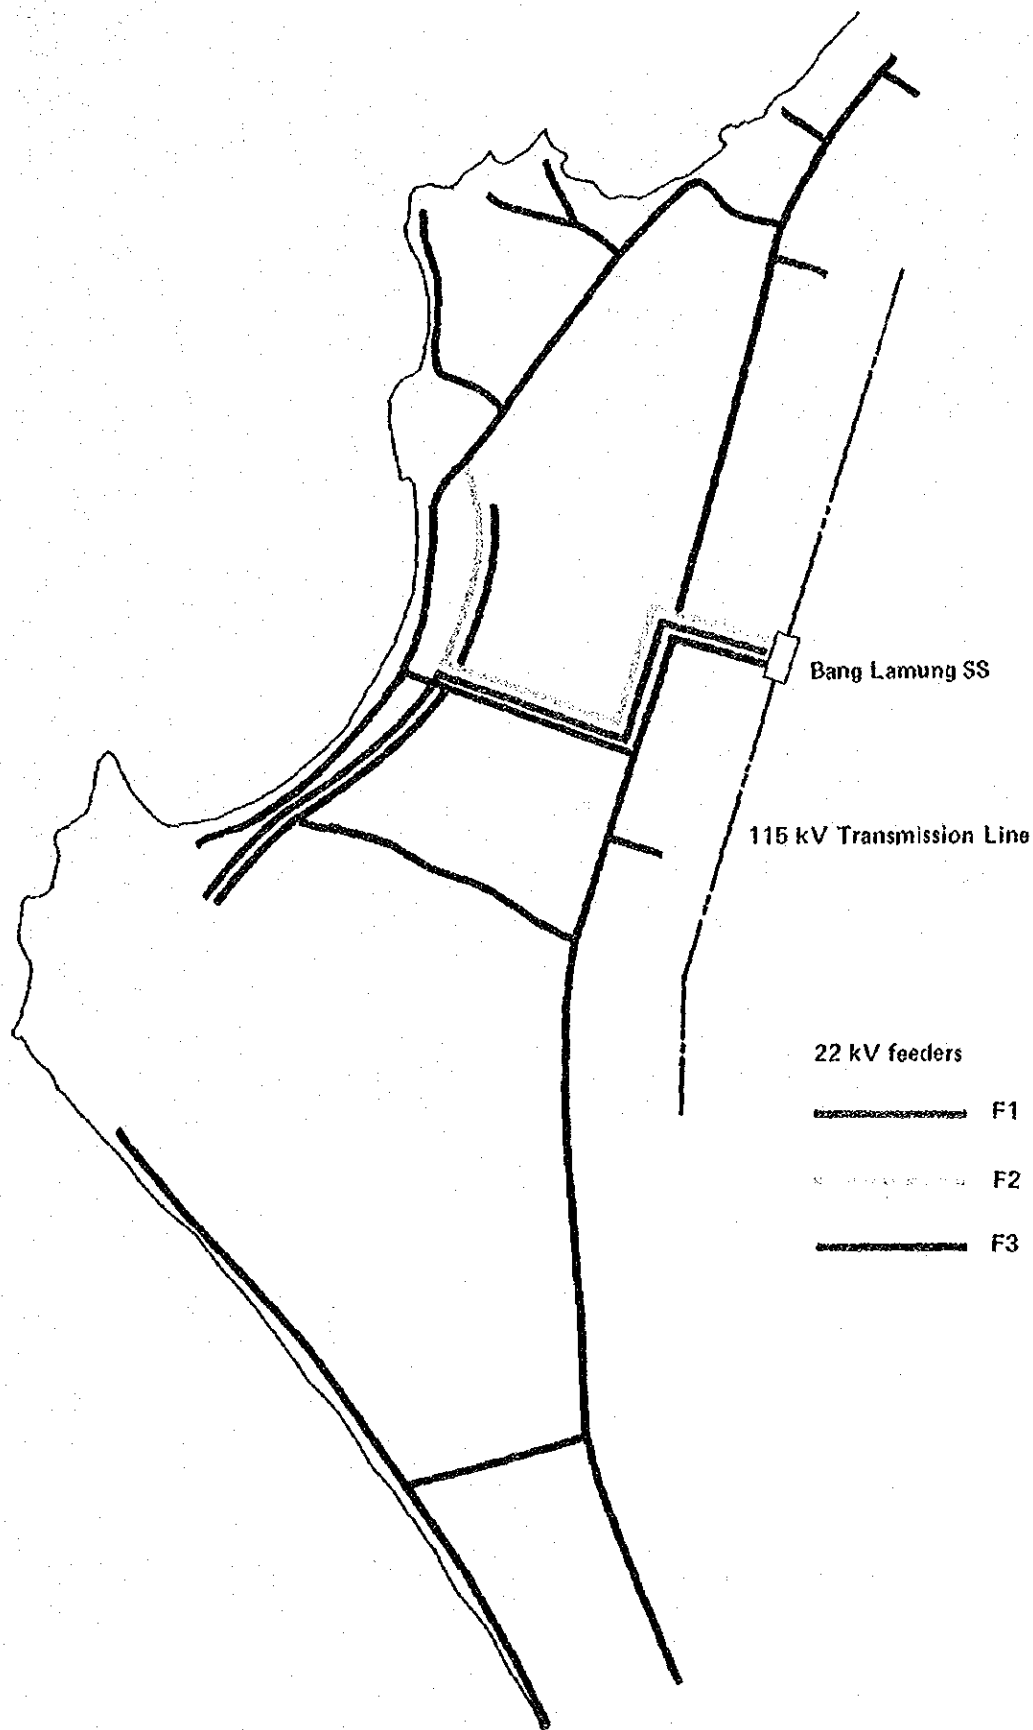 Bang Lamung SS
115 kV Transmission Line
22 kV feeders
F1
F2
F3